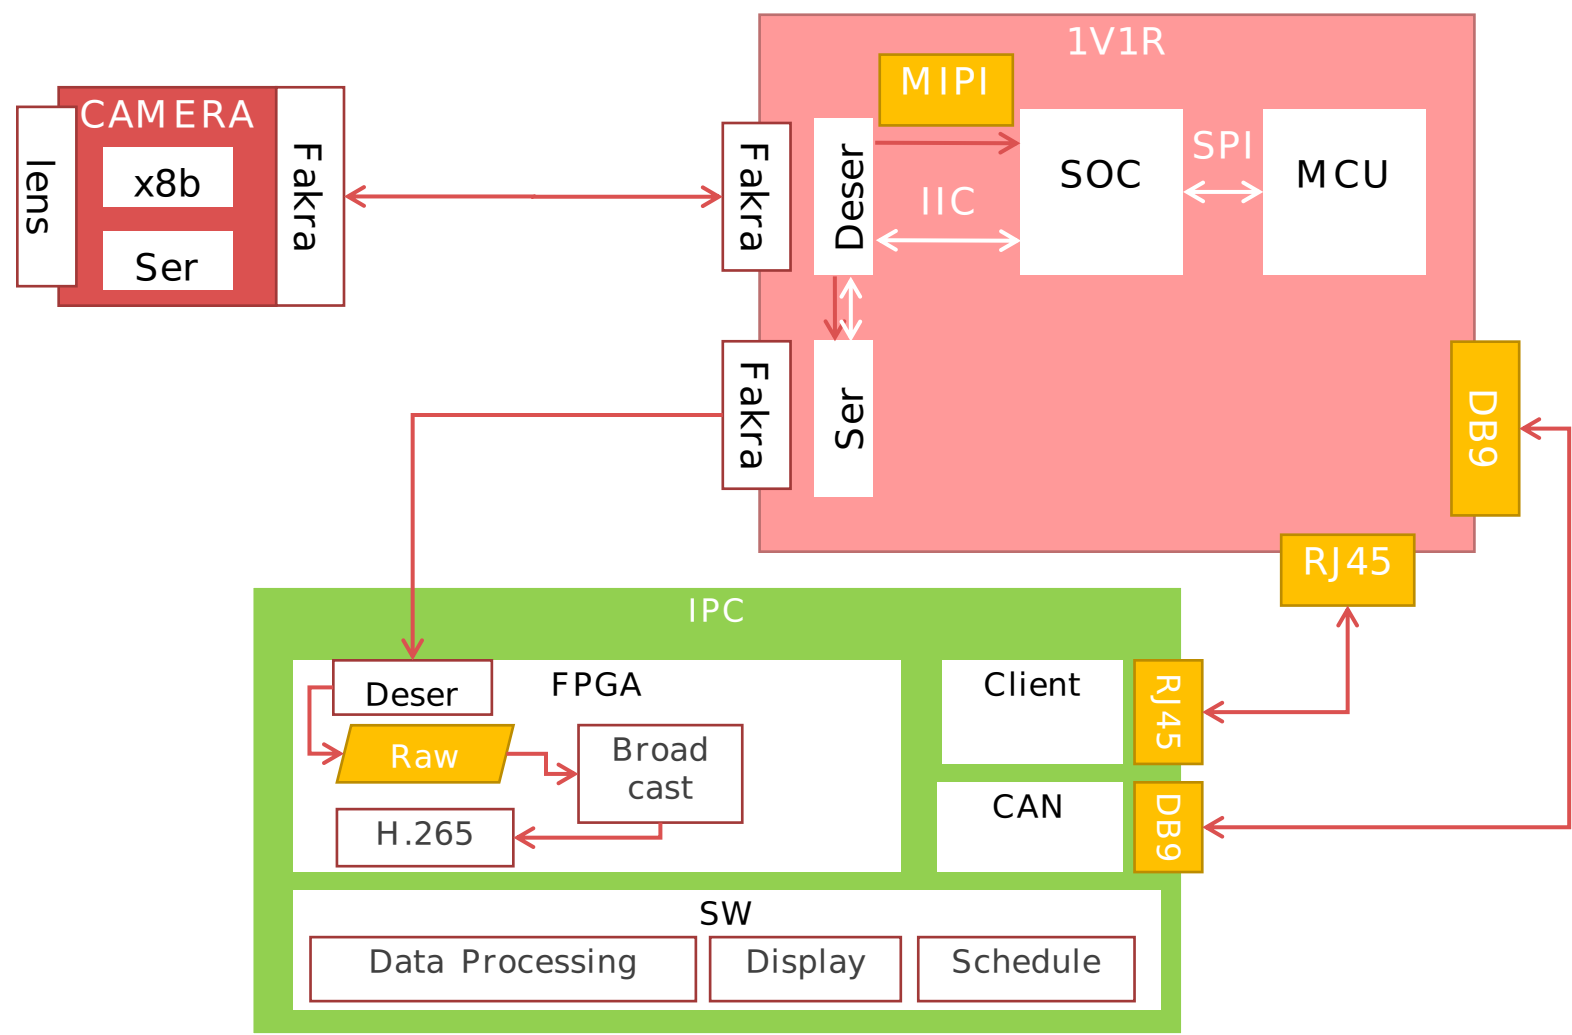 1V1R
MIPI
CAMERA
lens
x8b
Ser
Fakra
Fakra
Deser
IIC
SOC
SPI
MCU
Fakra
Ser
DB9
RJ45
IPC
Deser
FPGA
Raw
Broad
cast
H.265
Client
RJ45
CAN
DB9
SW
Data Processing
Display
Schedule